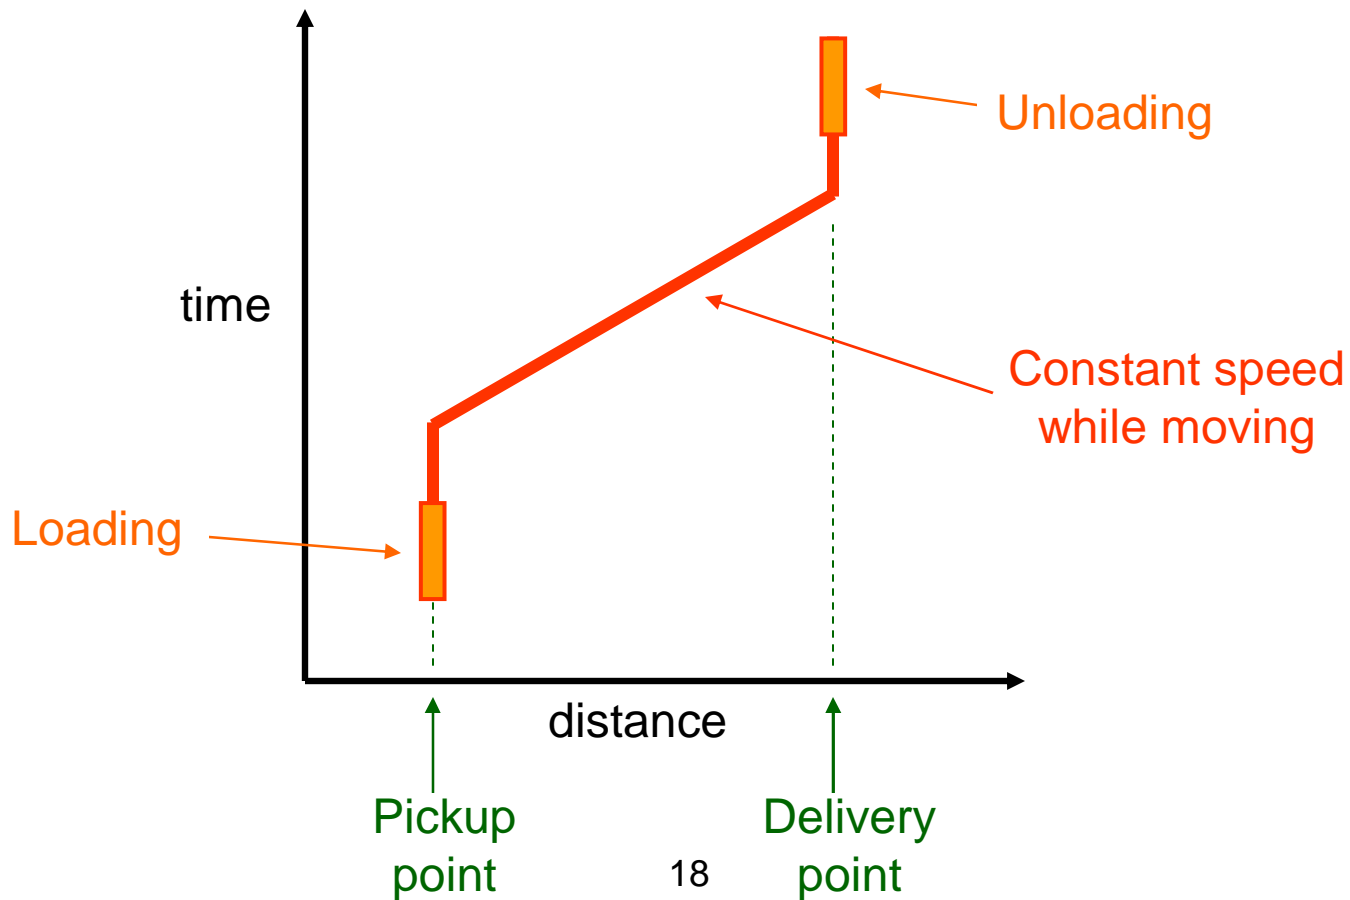 Unloading
time
Constant speed
while moving
Loading
distance
Pickup
point
Delivery
point
18